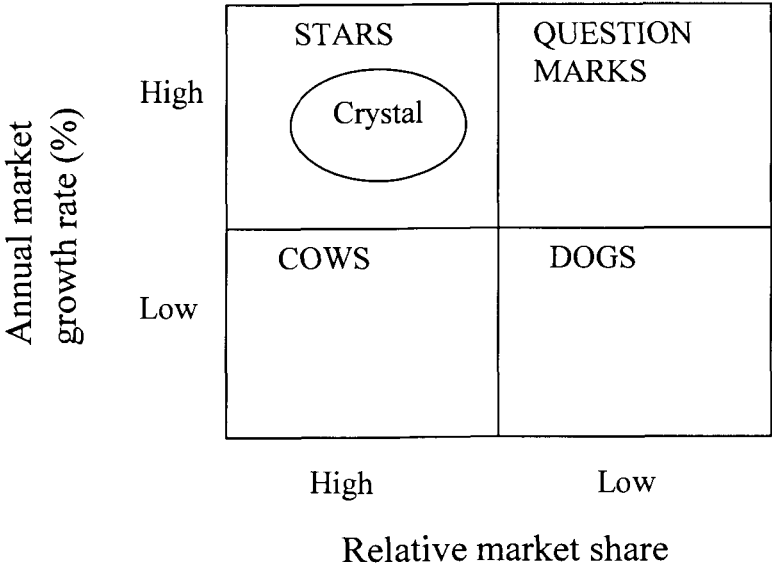 STARS
QUESTION
MARKS
High
Crystal
Annual market
growth rate (%)
COWS
DOGS
Low
High
Low
Relative market share